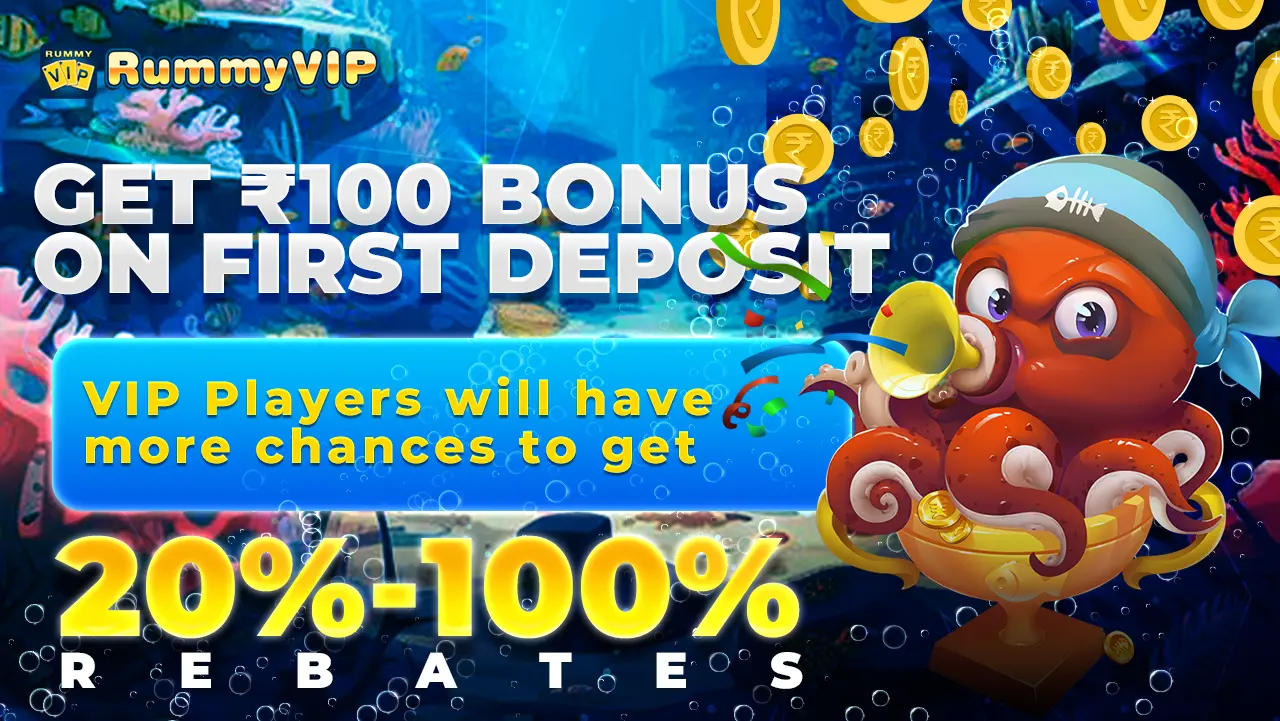 RUMMY
VIP
RummyVIP
GET ₹100 BONUS
ON FIRST DEPOSIT
VIP Players will have
more chances to get
20%-100%
REBATES